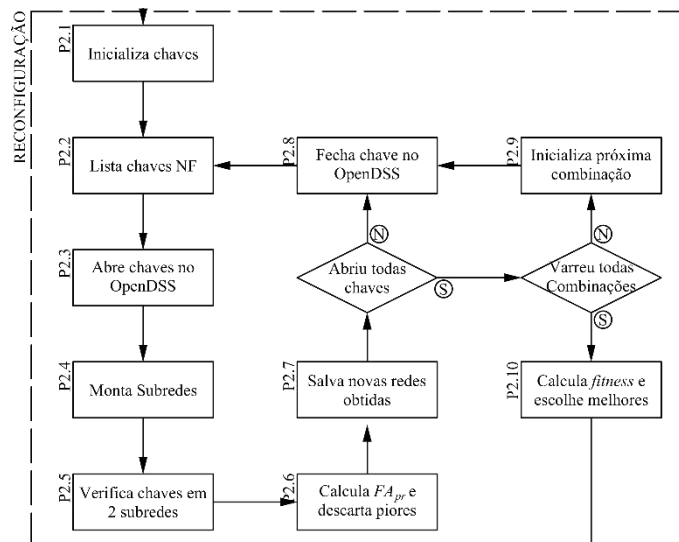 RECONFIGURAÇÃO
P2.1
Inicializa chaves
P2.2
Lista chaves NF
P2.3
Abre chaves no
OpenDSS
P2.4
Monta Subredes
P2.5
Verifica chaves em
2 subredes
P2.6
Calcula FApr e
descarta piores
P2.7
Salva novas redes
obtidas
Abriu todas
chaves
N
S
P2.8
Fecha chave no
OpenDSS
P2.9
Inicializa próxima
combinação
N
Varreu todas
Combinações
S
P2.10
Calcula fitness e
escolhe melhores